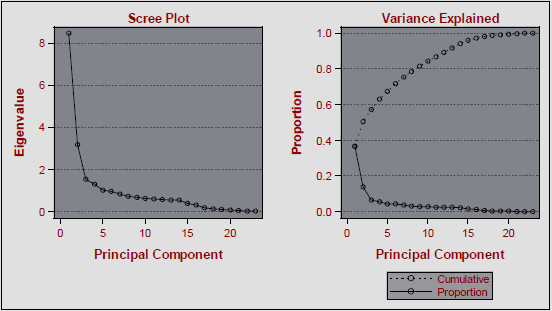 Scree Plot
Eigenvalue
8
6
4
2
0
0 5 10 15 20
Principal Component
Variance Explained
Proportion
1.0
0.8
0.6
0.4
0.2
0.0
0 5 10 15 20
Principal Component
Cumulative
Proportion